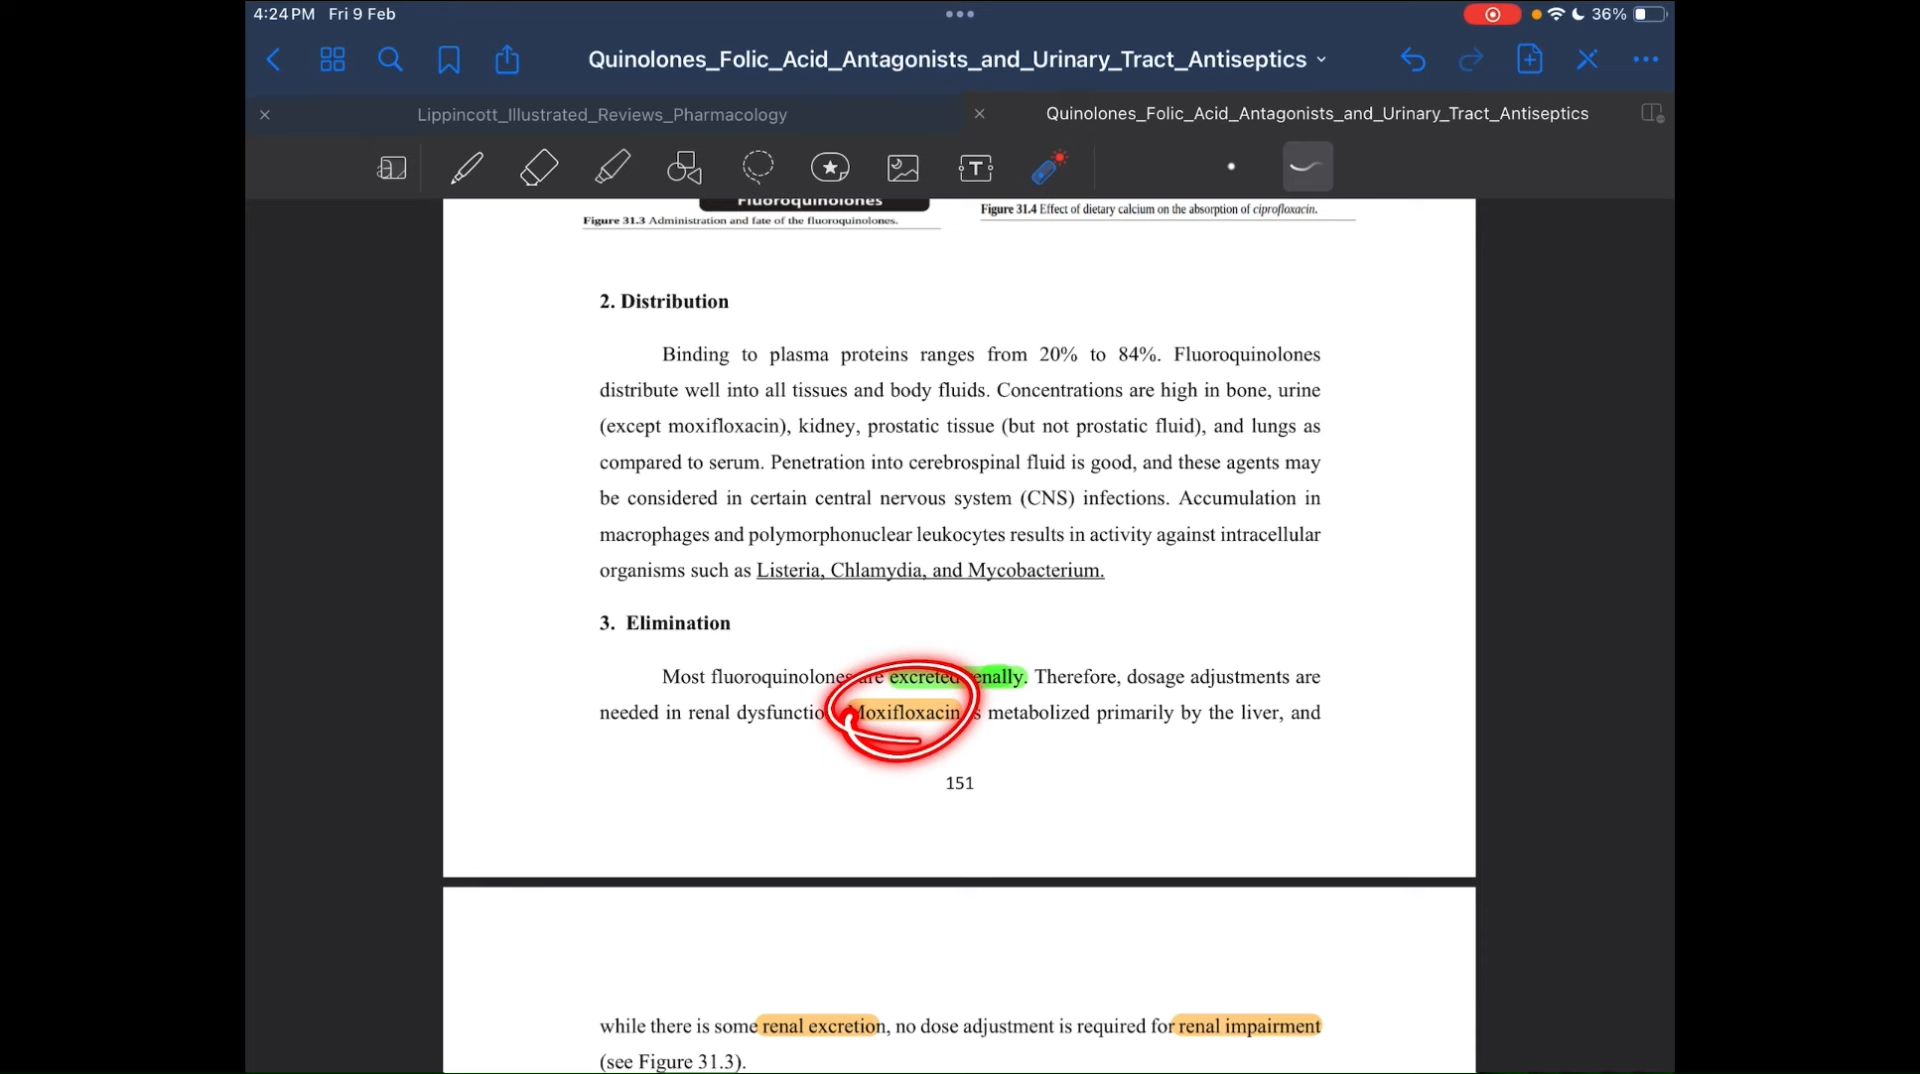 4:24 PM Fri 9 Feb
36%
Quinolones_Folic_Acid_Antagonists_and_Urinary_Tract_Antiseptics
Lippincott_Illustrated_Reviews_Pharmacology
Quinolones_Folic_Acid_Antagonists_and_Urinary_Tract_Antiseptics
Fluoroquinolones
Figure 31.3 Administration and fate of the fluoroquinolones.
Figure 31.4 Effect of dietary calcium on the absorption of ciprofloxacin.
2. Distribution
Binding to plasma proteins ranges from 20% to 84%. Fluoroquinolones
distribute well into all tissues and body fluids. Concentrations are high in bone, urine
(except moxifloxacin), kidney, prostatic tissue (but not prostatic fluid), and lungs as
compared to serum. Penetration into cerebrospinal fluid is good, and these agents may
be considered in certain central nervous system (CNS) infections. Accumulation in
macrophages and polymorphonuclear leukocytes results in activity against intracellular
organisms such as Listeria, Chlamydia, and Mycobacterium.
3. Elimination
Most fluoroquinolones are excreted renally. Therefore, dosage adjustments are
needed in renal dysfunction. Moxifloxacin is metabolized primarily by the liver, and
151
while there is some renal excretion, no dose adjustment is required for renal impairment
(see Figure 31.3).